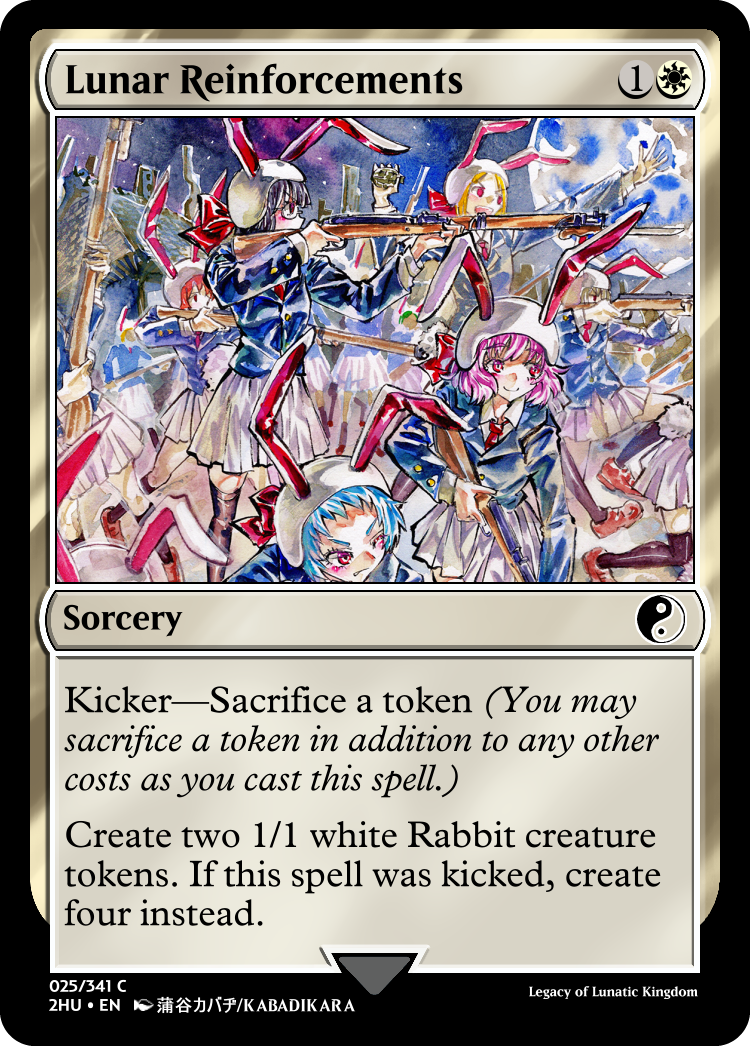 Lunar Reinforcements 1
Sorcery
Kicker—Sacrifice a token (You may
sacrifice a token in addition to any other
costs as you cast this spell.)
Create two 1/1 white Rabbit creature
tokens. If this spell was kicked, create
four instead.
025/341 C
2HU • EN 蒲谷カバヂ/KABADIKARA
Legacy of Lunatic Kingdom